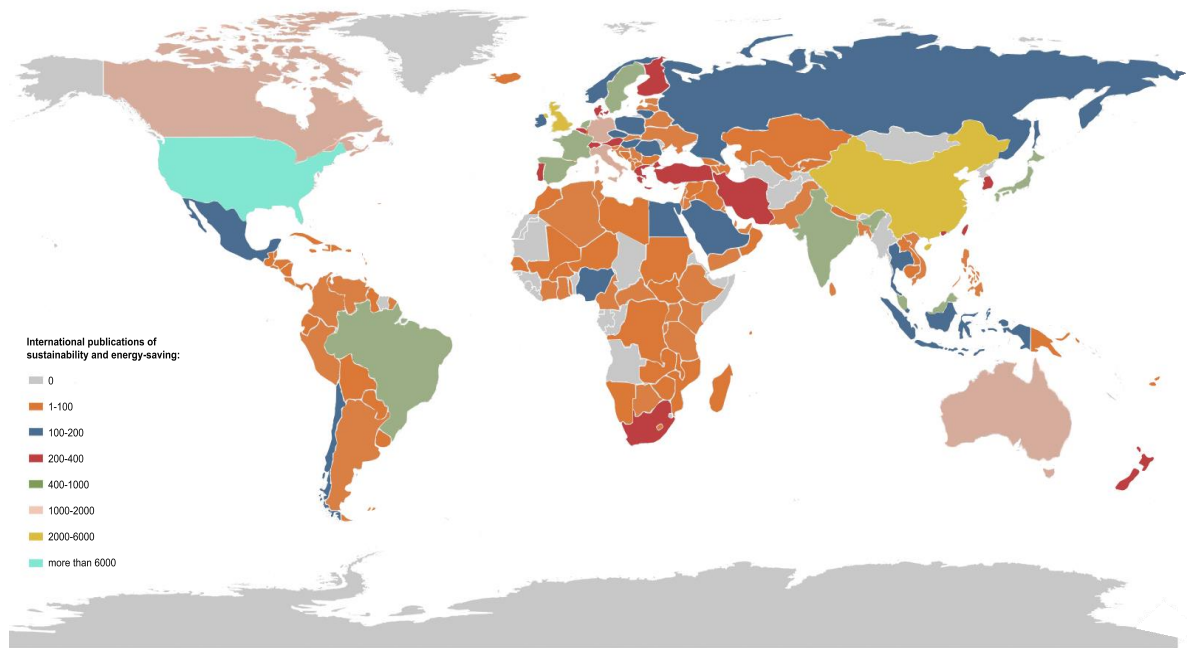 International publications of
sustainability and energy-saving:
0
1-100
100-200
200-400
400-1000
1000-2000
2000-6000
more than 6000